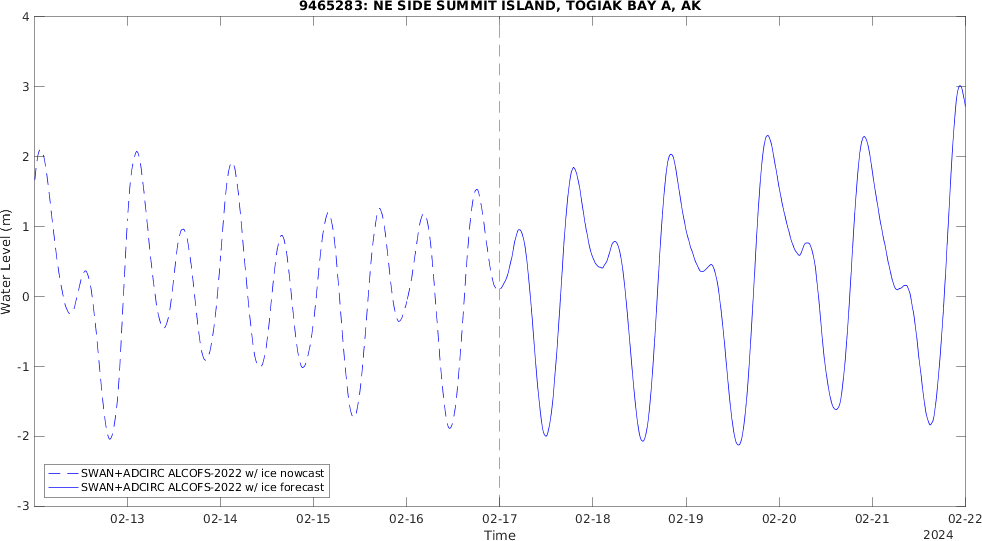 9465283: NE SIDE SUMMIT ISLAND, TOGIAK BAY A, AK
4
3
2
1
0
-1
-2
-3
Water Level (m)
SWAN+ADCIRC ALCOFS-2022 w/ ice nowcast
SWAN+ADCIRC ALCOFS-2022 w/ ice forecast
02-13 02-14 02-15 02-16 02-17 02-18 02-19 02-20 02-21 02-22
Time
2024